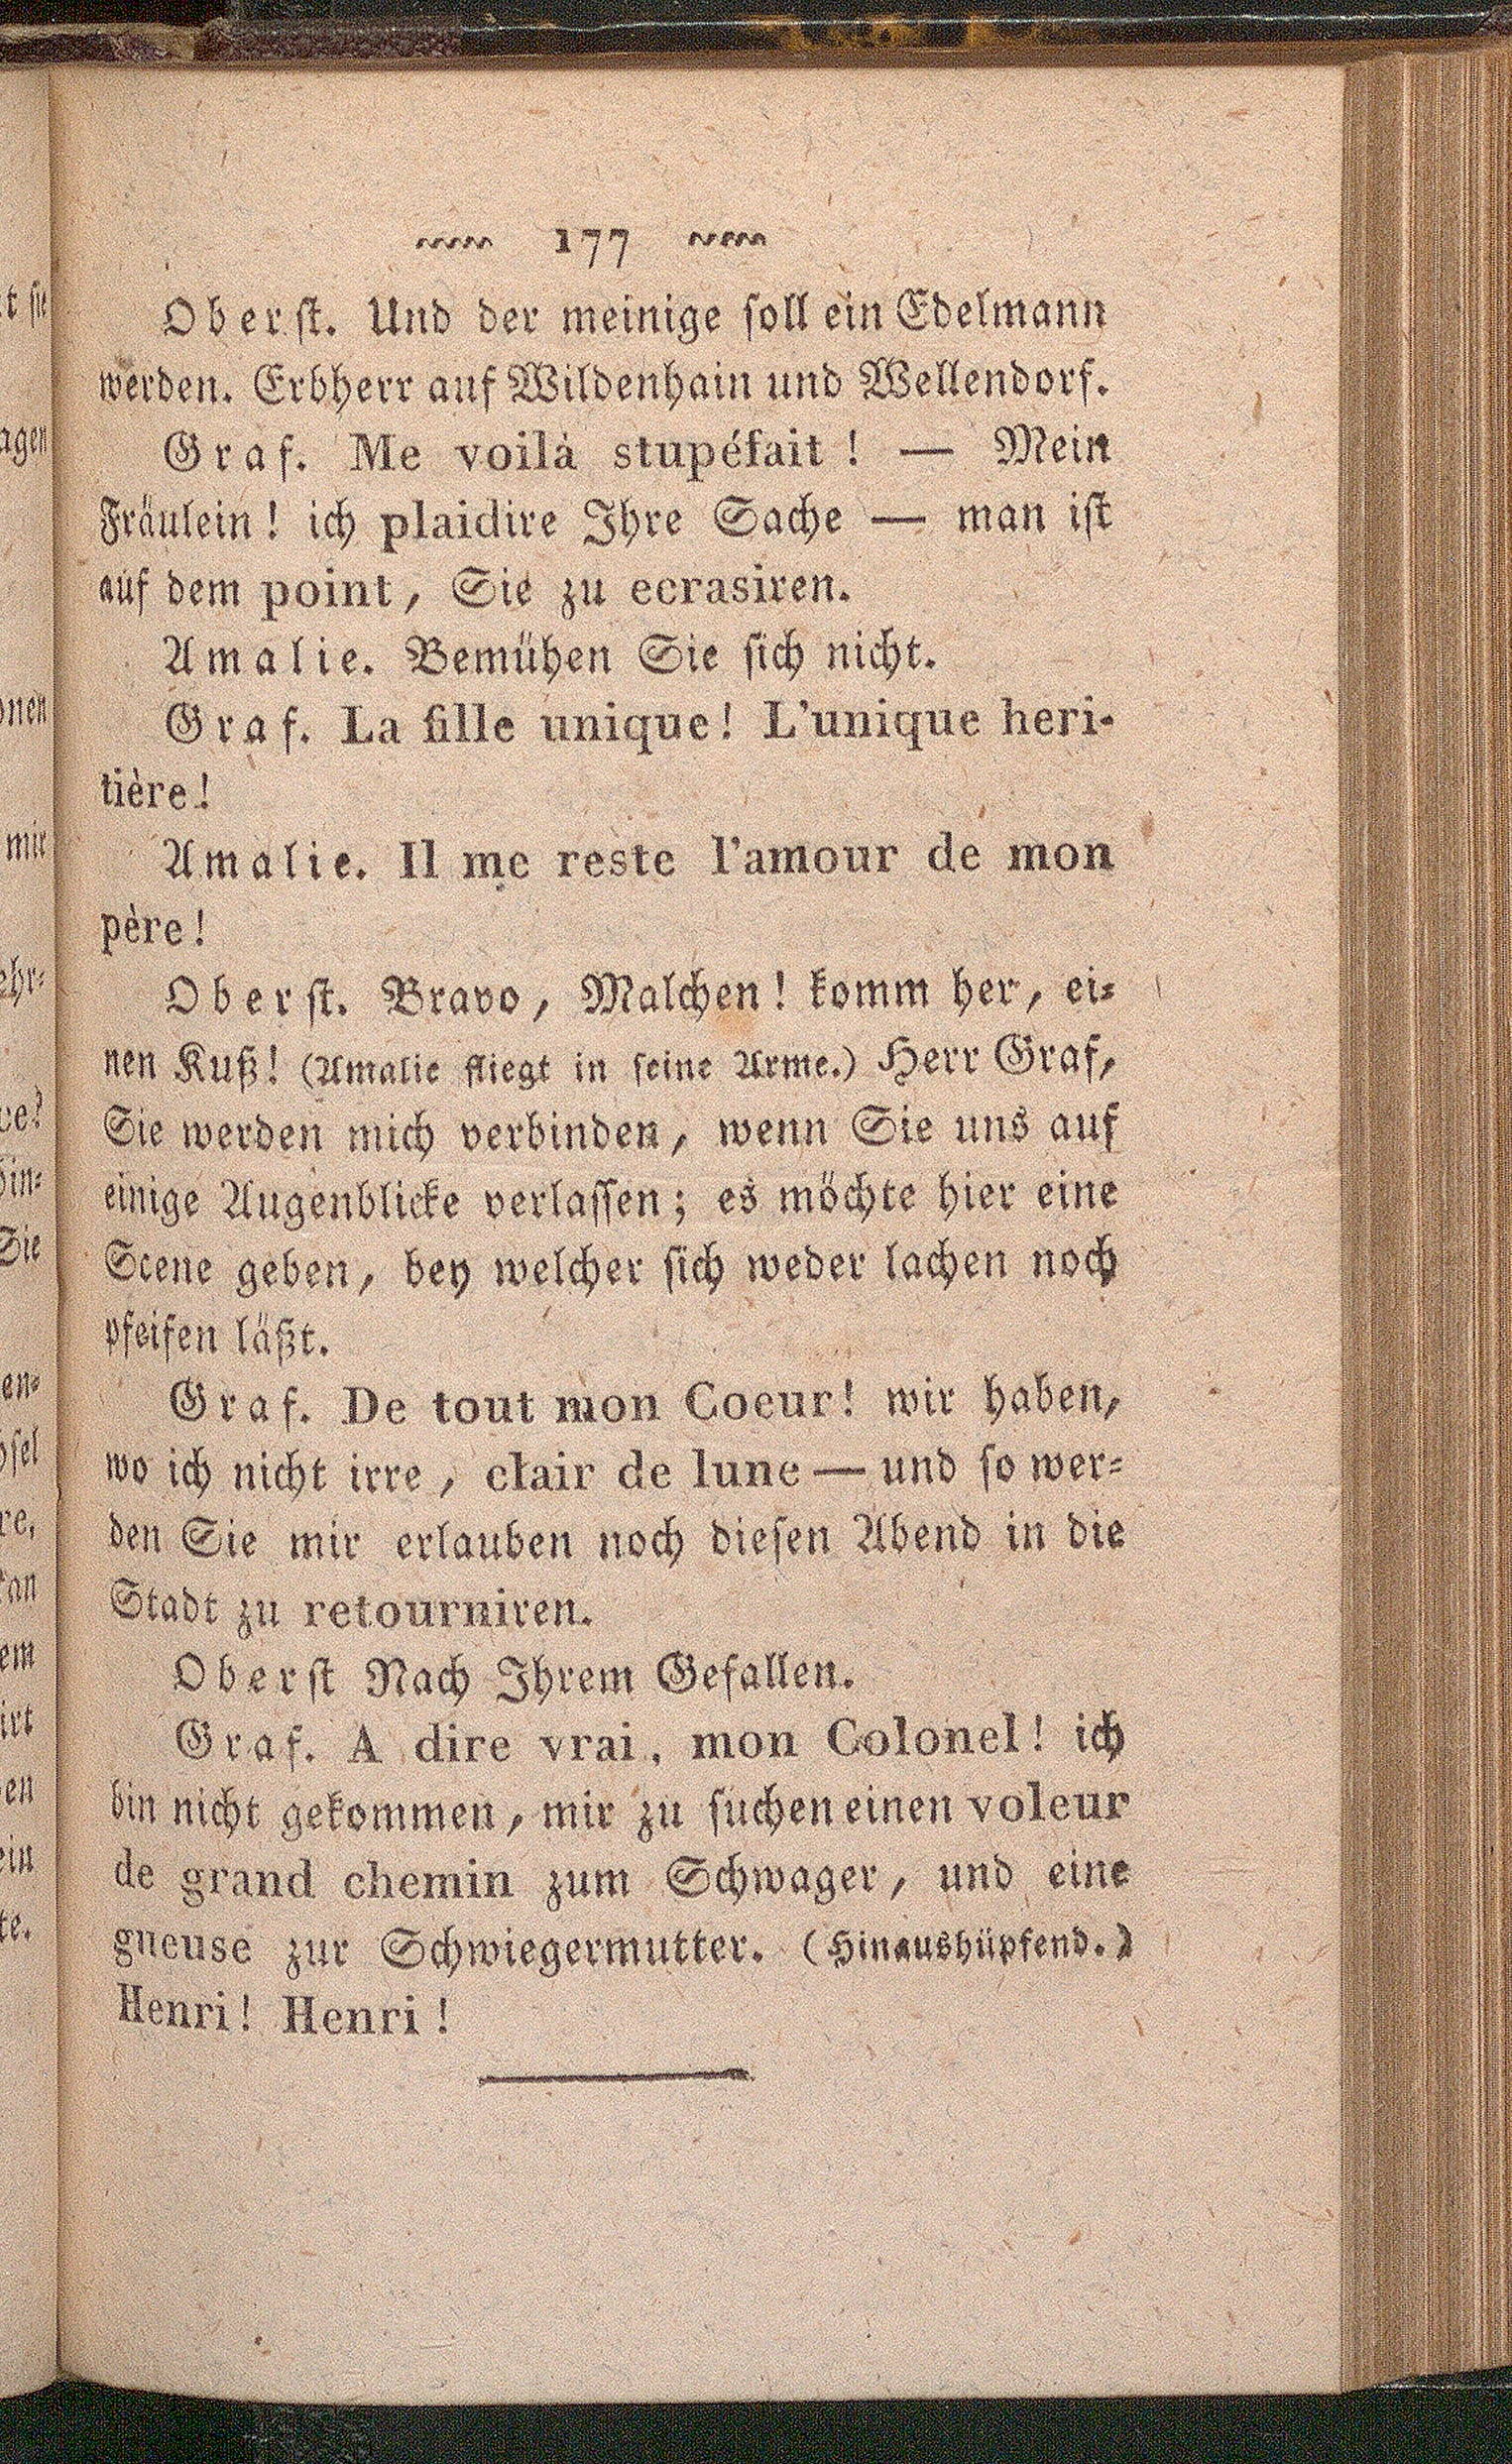 177
Oberst. Und der meinige soll ein Edelmann
werden. Erbherr auf Wildenhain und Wellendorf.
Graf. Me voilà stupéfait! — Mein
Fräulein! ich plaidire Ihre Sache — man ist
auf dem point, Sie zu ecrasiren.
Amalie. Bemühen Sie sich nicht.
Graf. La fille unique! L'unique heri-
tière!
Amalie. Il me reste l'amour de mon
père!
Oberst. Bravo, Malchen! komm her, ei-
nen Kuß! (Amalie fliegt in seine Arme.) Herr Graf,
Sie werden mich verbinden, wenn Sie uns auf
einige Augenblicke verlassen; es möchte hier eine
Scene geben, bey welcher sich weder lachen noch
pfeifen läßt.
Graf. De tout mon Coeur! wir haben,
wo ich nicht irre, clair de lune — und so wer-
den Sie mir erlauben noch diesen Abend in die
Stadt zu retourniren.
Oberst Nach Ihrem Gefallen.
Graf. A dire vrai, mon Colonel! ich
bin nicht gekommen, mir zu suchen einen voleur
de grand chemin zum Schwager, und eine
gueuse zur Schwiegermutter. (Hinaushüpfend.)
Henri! Henri!